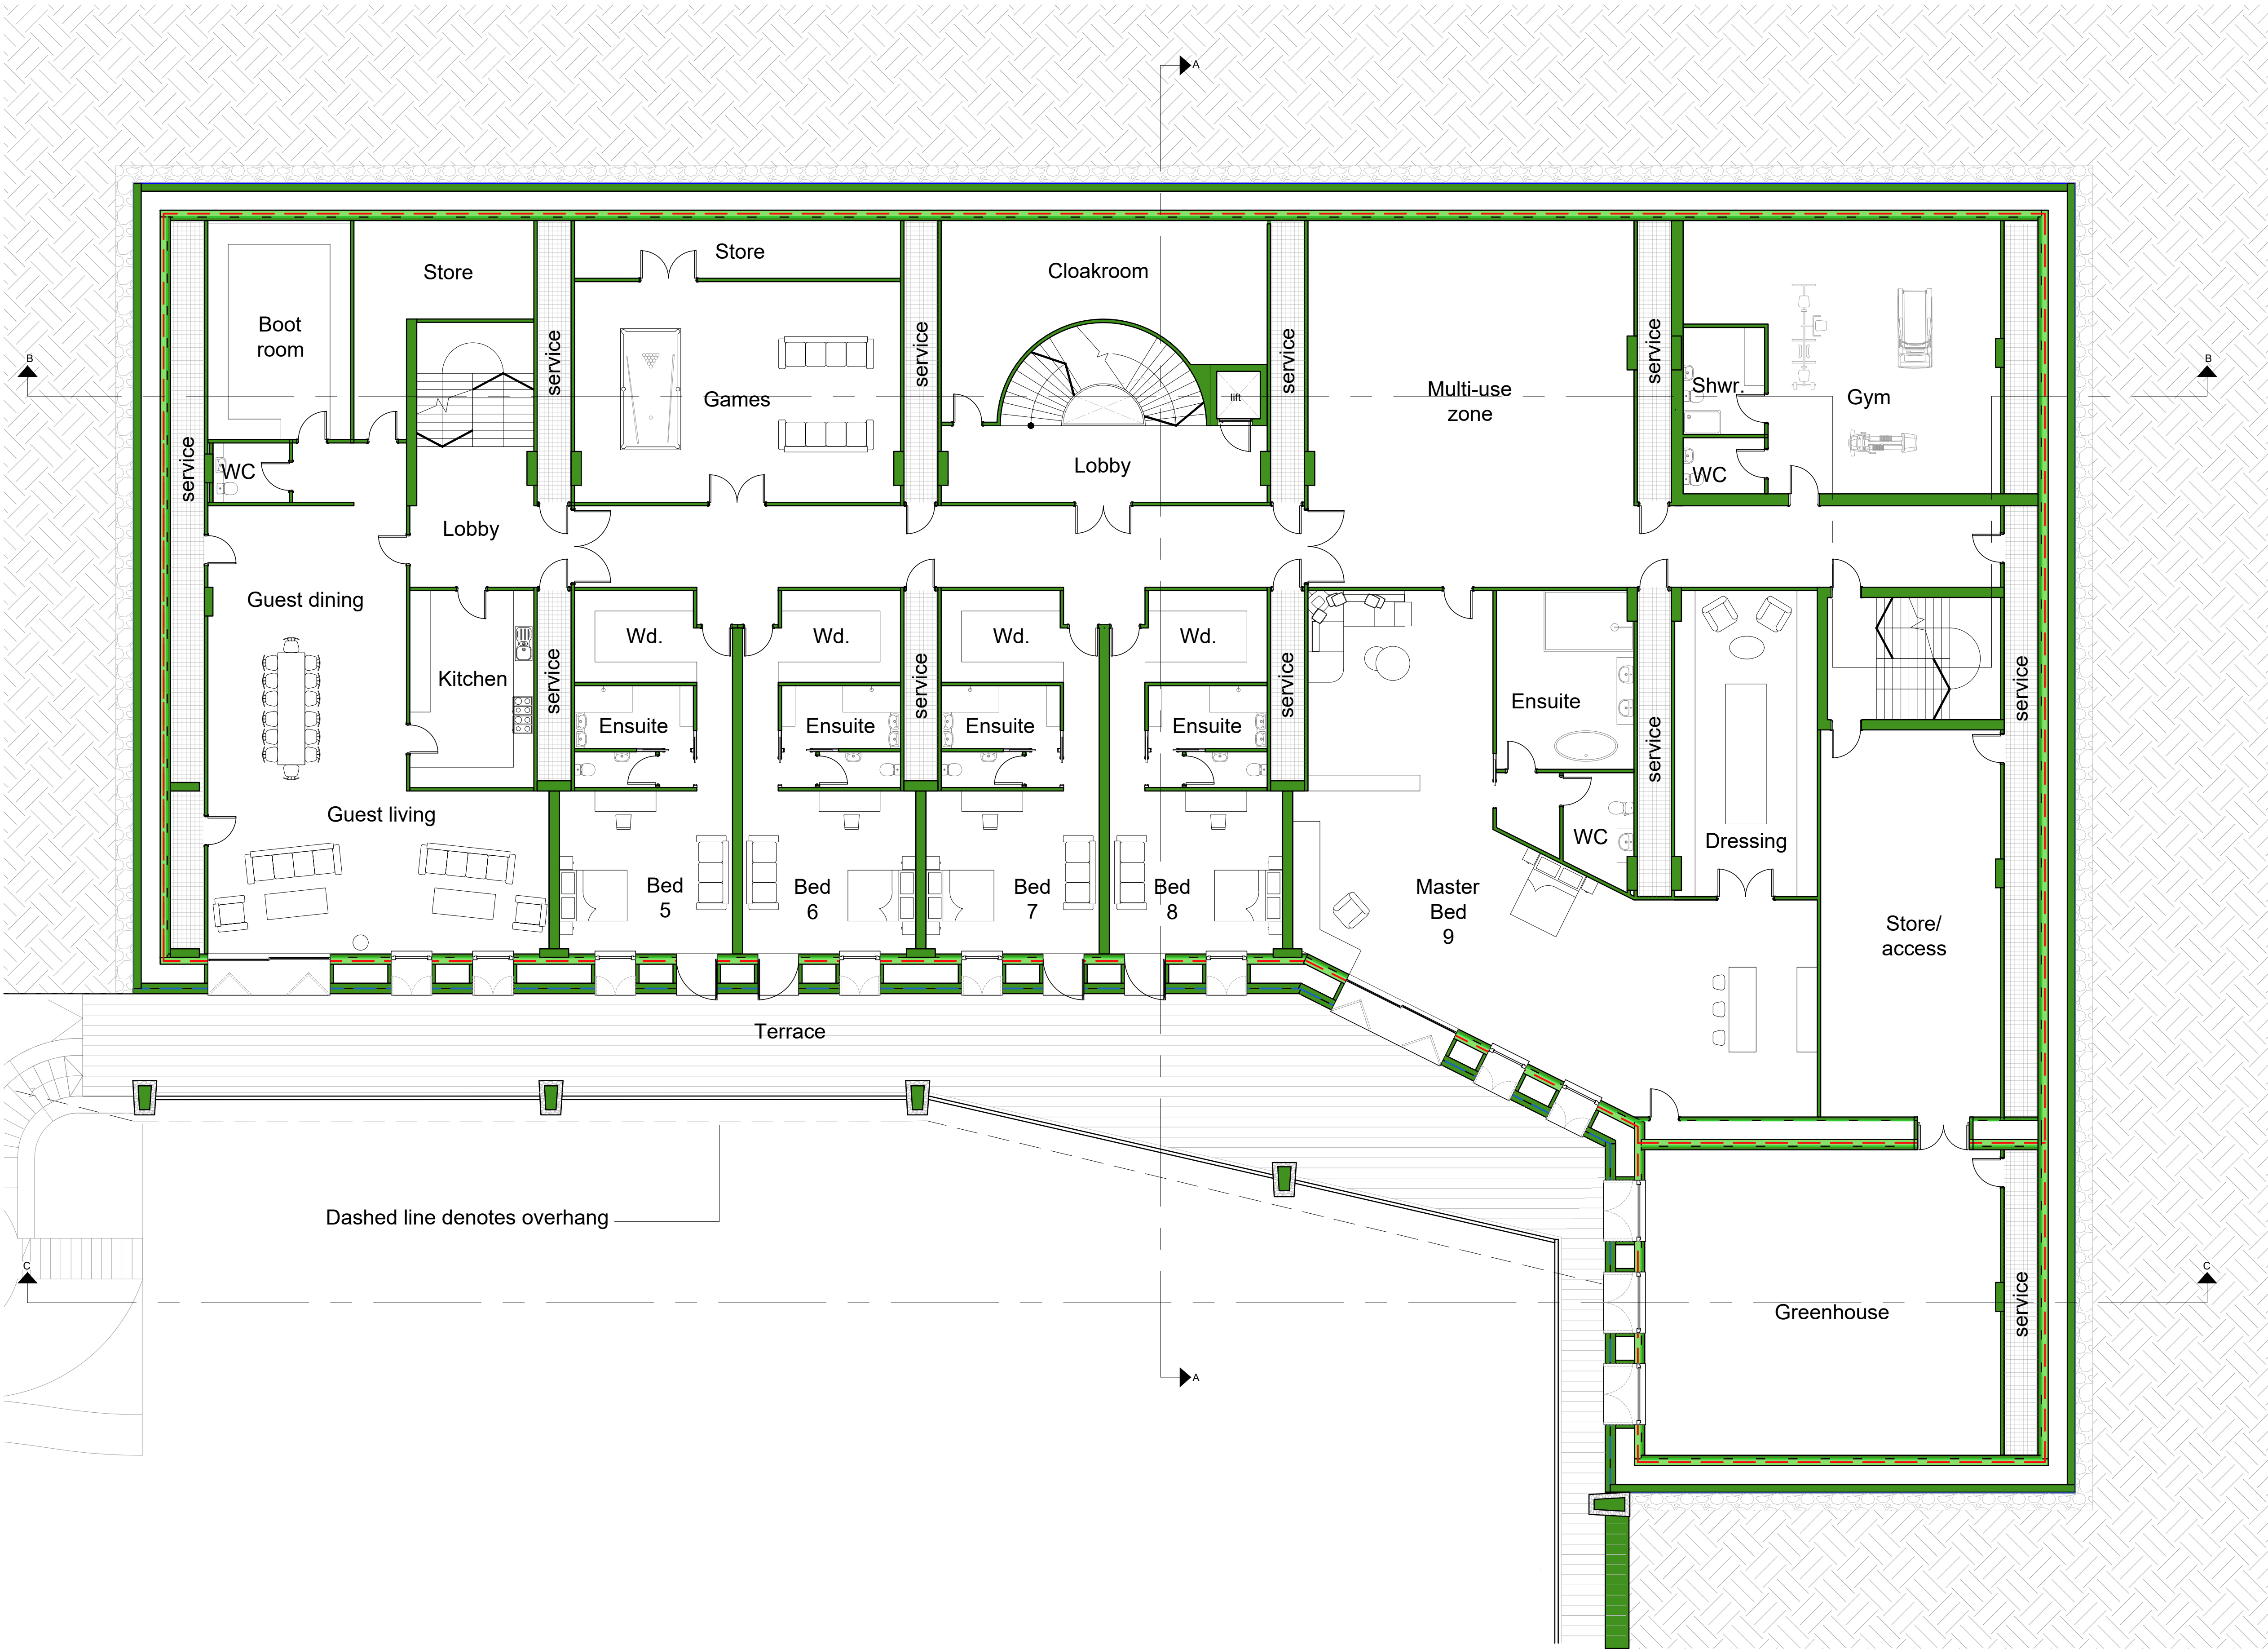 A
Store
Store
Cloakroom
Boot
room
service
service
service
service
B
B
Games
lift
Multi-use
zone
Shwr.
Gym
service
WC
Lobby
WC
Lobby
Guest dining
Wd.
Wd.
Wd.
Wd.
Kitchen
service
service
service
service
Ensuite
Ensuite
Ensuite
Ensuite
Ensuite
service
Guest living
WC
Dressing
Bed
5
Bed
6
Bed
7
Bed
8
Master
Bed
9
Store/
access
Terrace
Dashed line denotes overhang
C
C
Greenhouse
service
A